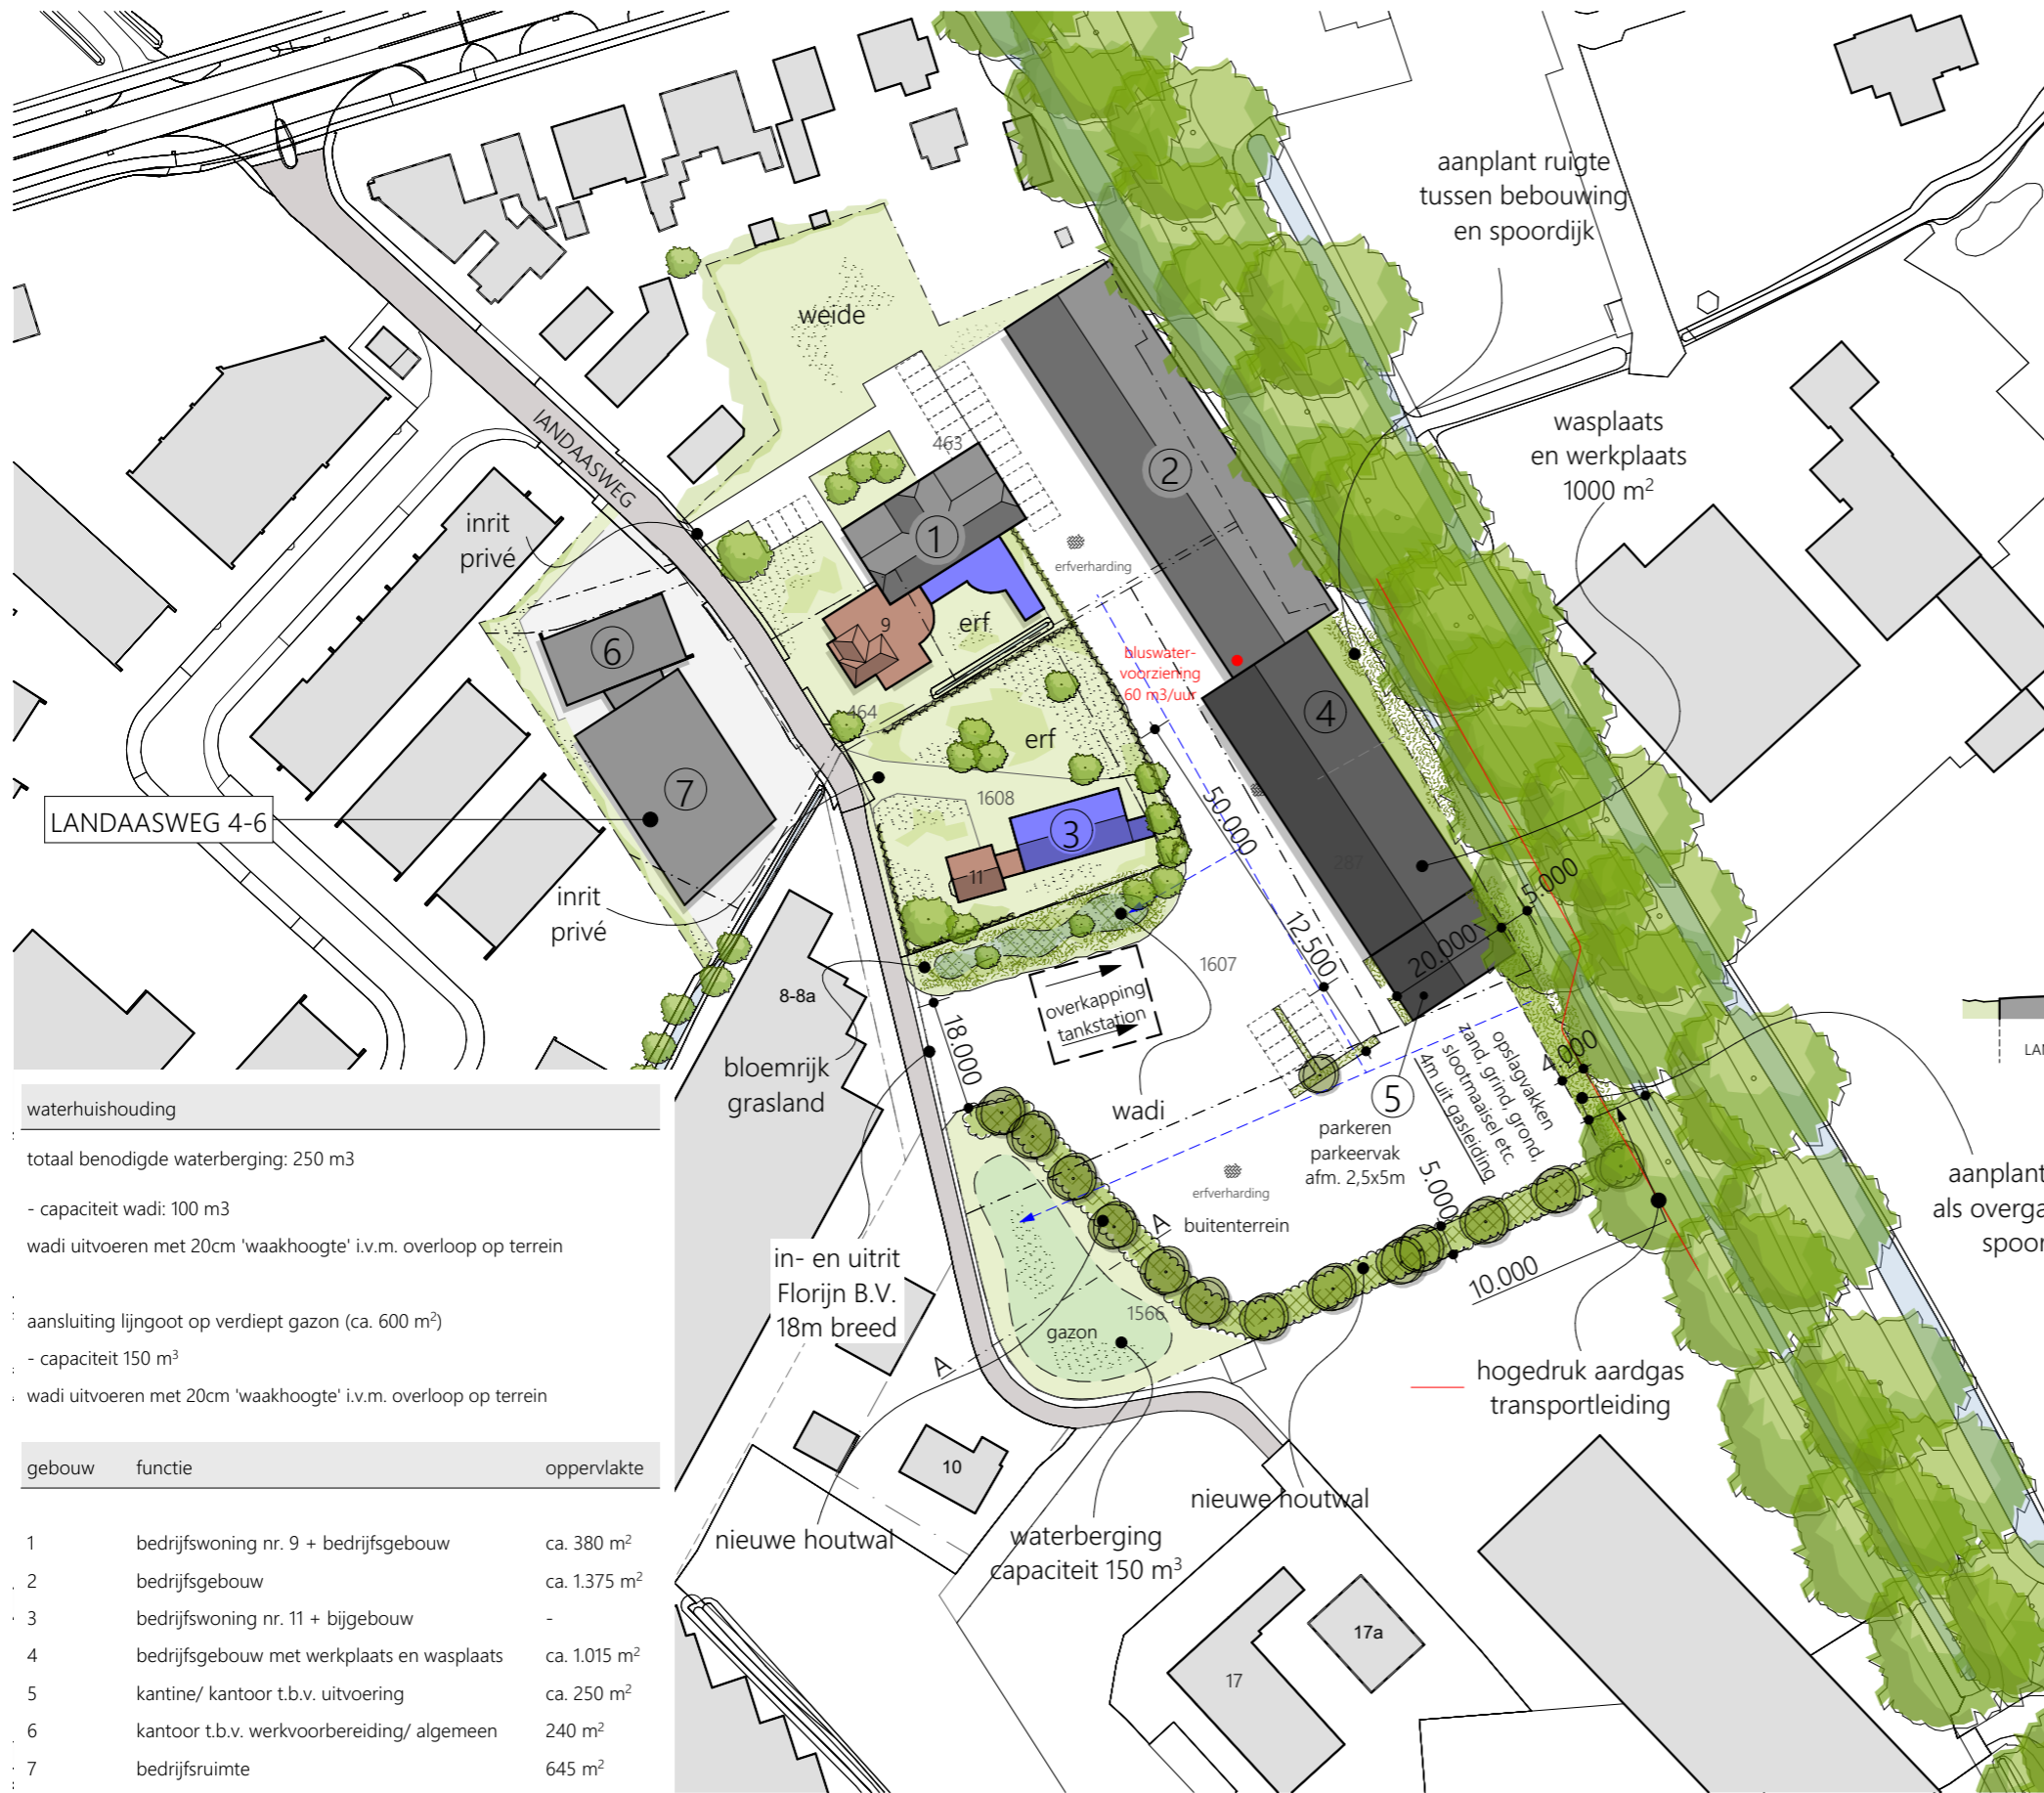 aanplant ruigte
tussen bebouwing
en spoordijk
weide
wasplaats
en werkplaats
1000 m²
lANDAASWEG
463
2
inrit
privé
1
erfverharding
9
erf
6
bluswater-
voorziening
60 m3/uur
464
4
erf
7
1608
50.000
LANDAASWEG 4-6
3
287
11
5.000
inrit
privé
12.500
20.000
1607
8-8a
overkapping
tankstation
18.000
bloemrijk
grasland
wadi
5
parkeren
parkeervak
afm. 2,5x5m
opslagvakken
zand, grind, grond,
slootmaaisel etc.
4m uit gasleiding
4.000
LA
aanplant
als overga
spoor
erfverharding
buitenterrein
A
5.000
10.000
in- en uitrit
Florijn B.V.
18m breed
1566
gazon
A
hogedruk aardgas
transportleiding
10
nieuwe houtwal
nieuwe houtwal
waterberging
capaciteit 150 m³
17a
17
waterhuishouding
totaal benodigde waterberging: 250 m3
- capaciteit wadi: 100 m3
wadi uitvoeren met 20cm 'waakhoogte' i.v.m. overloop op terrein
aansluiting lijngoot op verdiept gazon (ca. 600 m²)
- capaciteit 150 m³
wadi uitvoeren met 20cm 'waakhoogte' i.v.m. overloop op terrein
gebouw functie oppervlakte
1 bedrijfswoning nr. 9 + bedrijfsgebouw ca. 380 m²
2 bedrijfsgebouw ca. 1.375 m²
3 bedrijfswoning nr. 11 + bijgebouw -
4 bedrijfsgebouw met werkplaats en wasplaats ca. 1.015 m²
5 kantine/ kantoor t.b.v. uitvoering ca. 250 m²
6 kantoor t.b.v. werkvoorbereiding/ algemeen 240 m²
7 bedrijfsruimte 645 m²